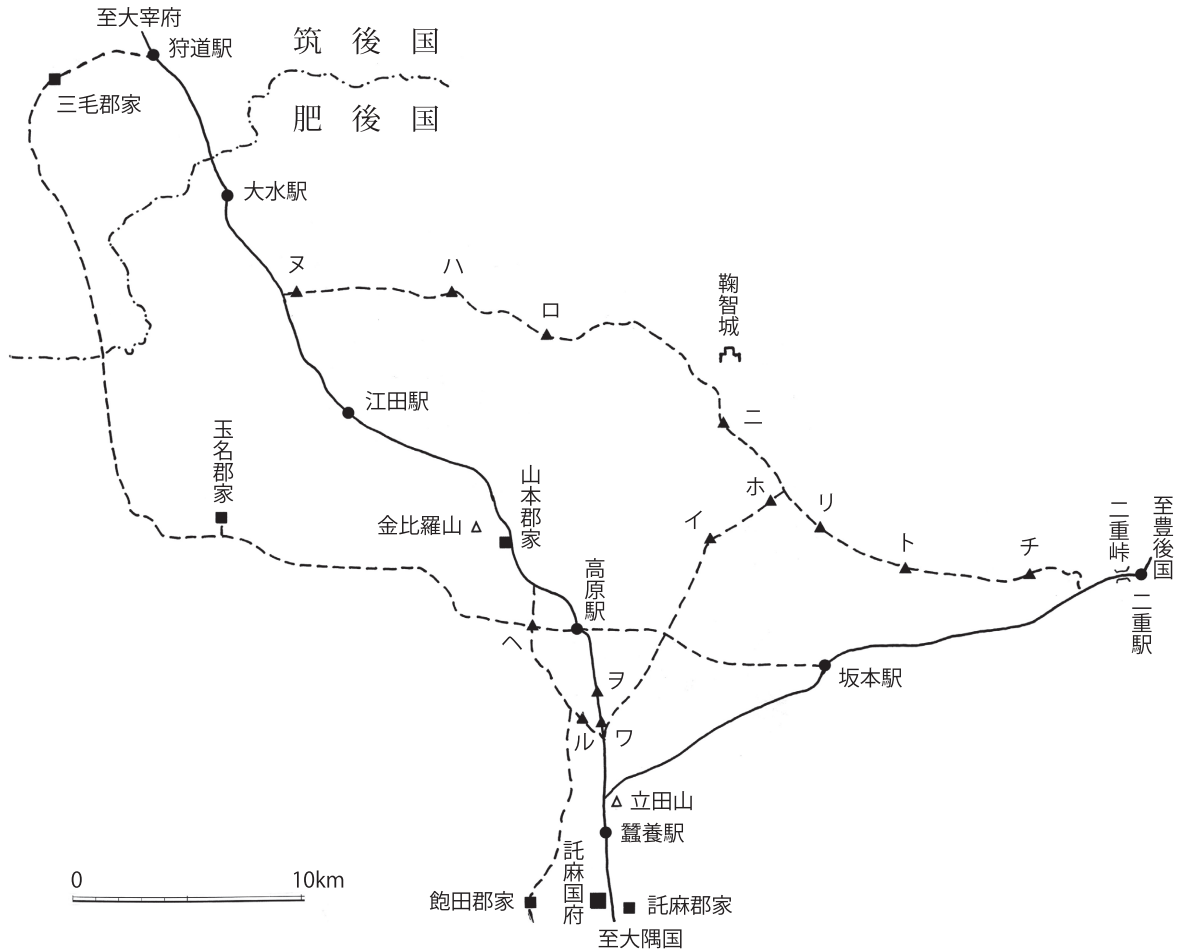 至大宰府
狩道駅
筑後国
三毛郡家
肥後国
大水駅
ヌ
ハ
ロ
鞠智城
江田駅
ニ
玉名郡家
山本郡家
金比羅山
ホ
イ
リ
ト
チ
二重峠
至豊後国
二重駅
高原駅
ヘ
坂本駅
ヲ
ル
ワ
立田山
蠶養駅
0
10km
飽田郡家
託麻国府
託麻郡家
至大隅国